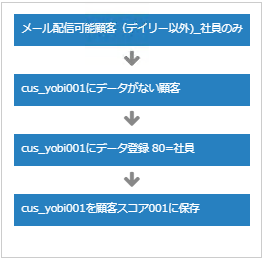 メール配信可能顧客（デイリー以外)_社員のみ
cus_yobi001にデータがない顧客
cus_yobi001にデータ登録 80=社員
cus_yobi001を顧客スコア001に保存